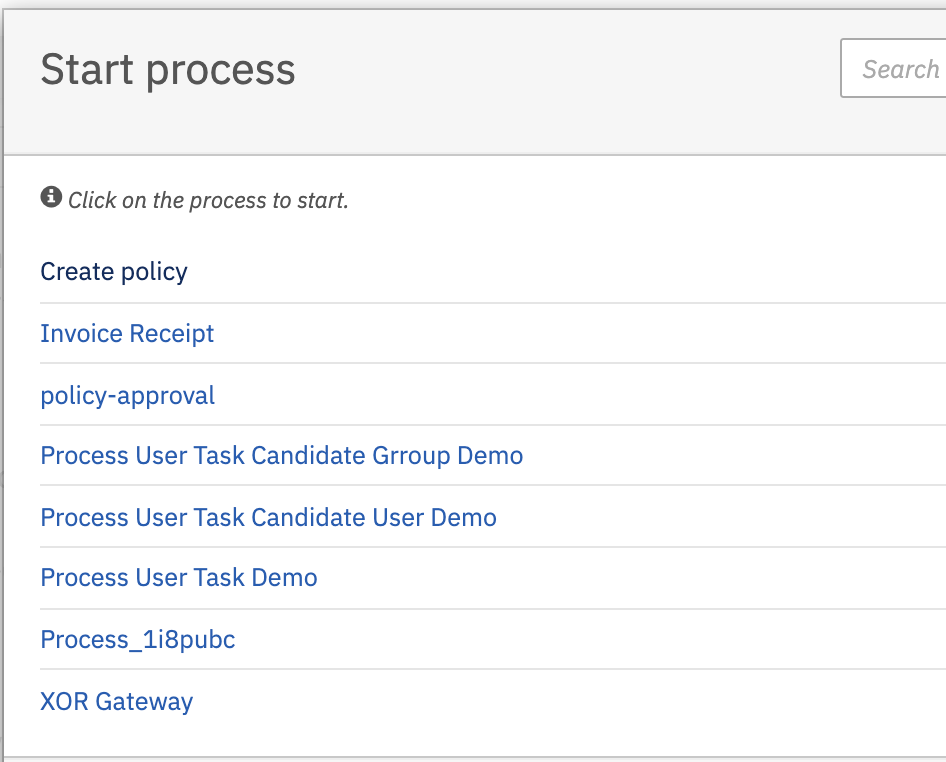 Start process
Search
Click on the process to start.
Create policy
Invoice Receipt
policy-approval
Process User Task Candidate Grroup Demo
Process User Task Candidate User Demo
Process User Task Demo
Process_1i8pubc
XOR Gateway